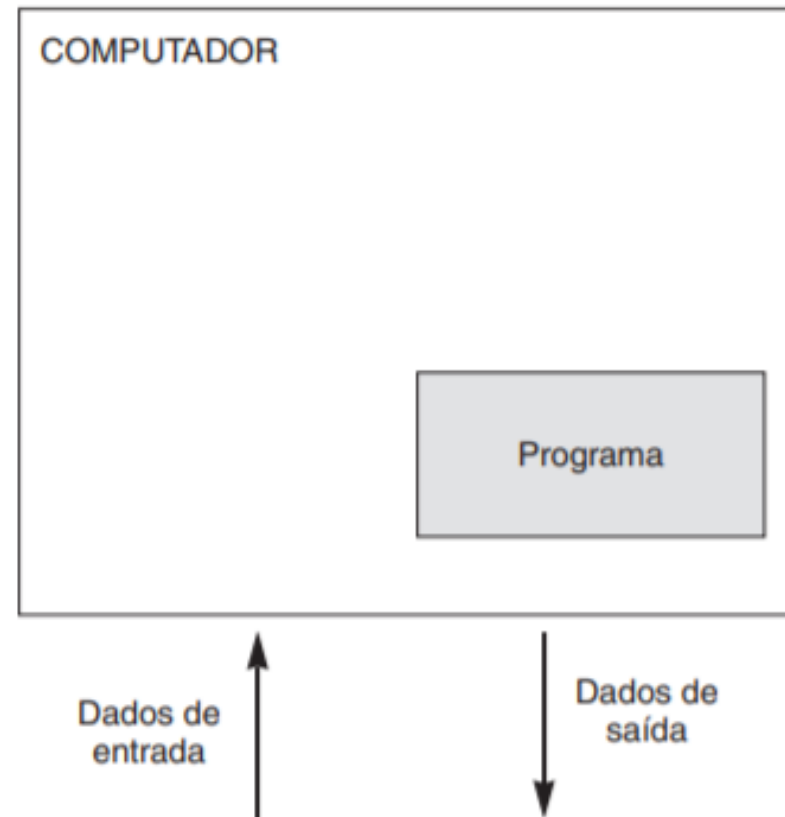 COMPUTADOR
Programa
Dados de
entrada
Dados de
saída